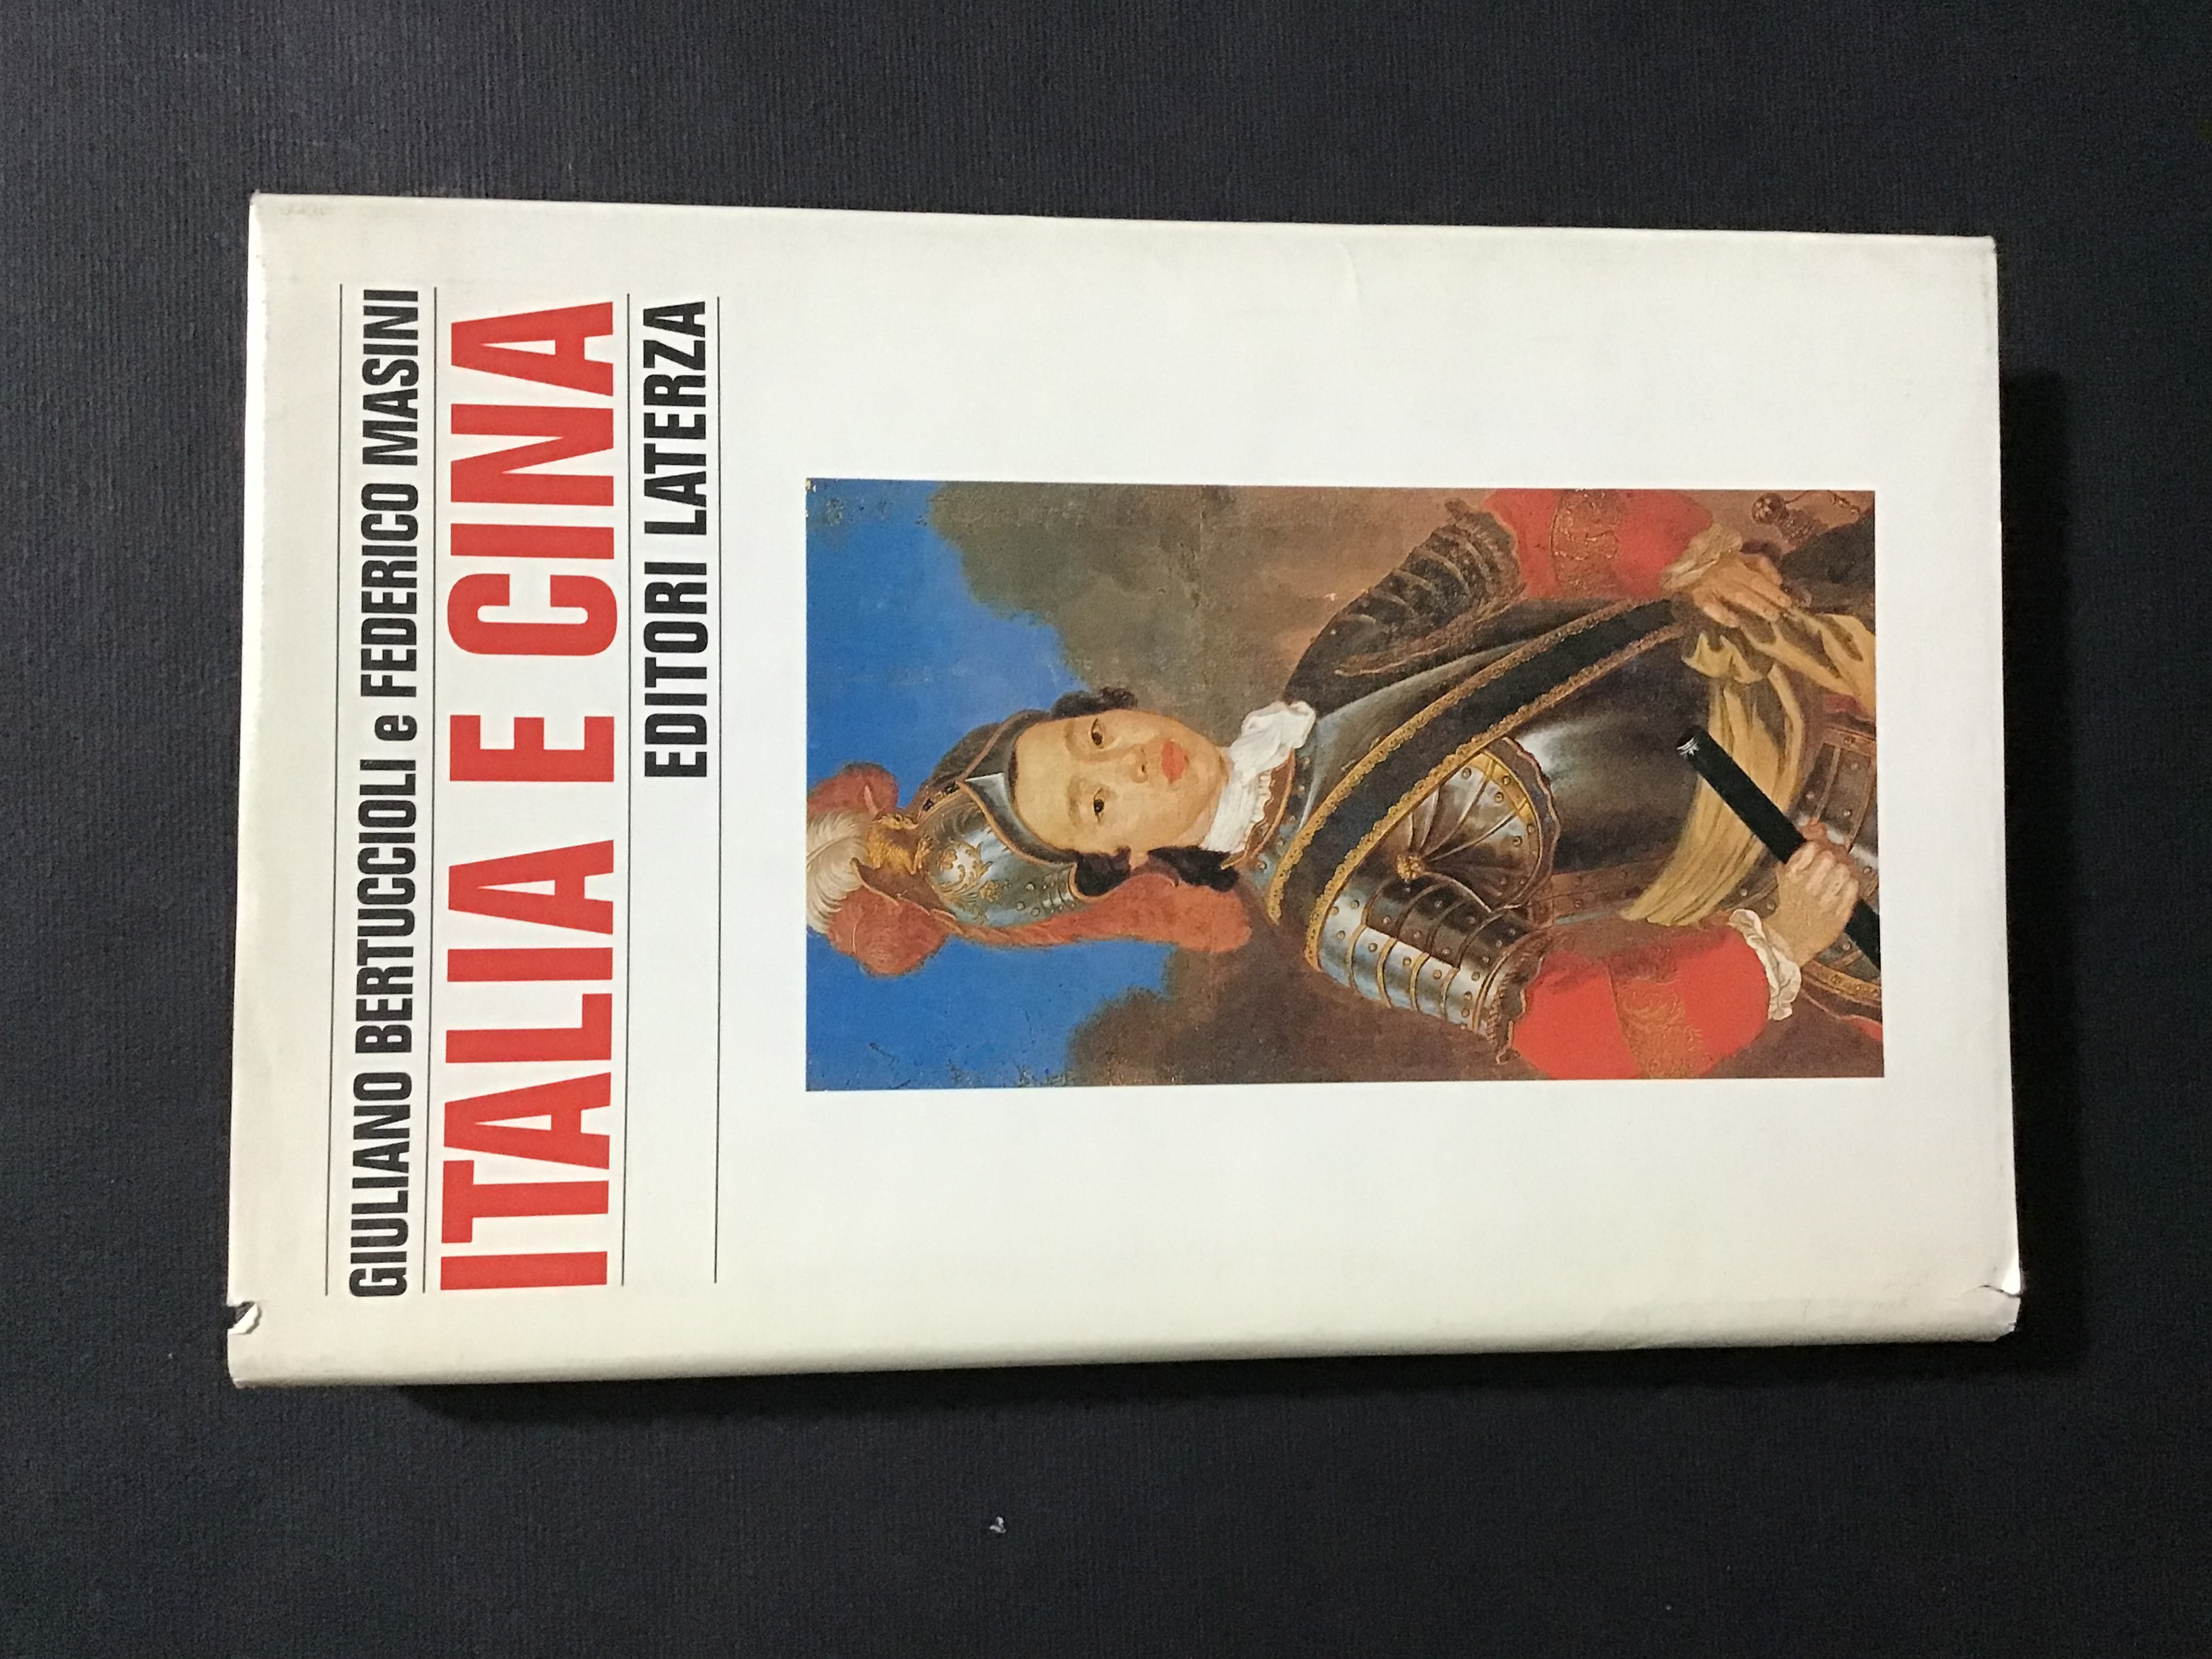 GIULIANO BERTUCCIOLI e FEDERICO MASINI
ITALIA E CINA
EDITORI LATERZA